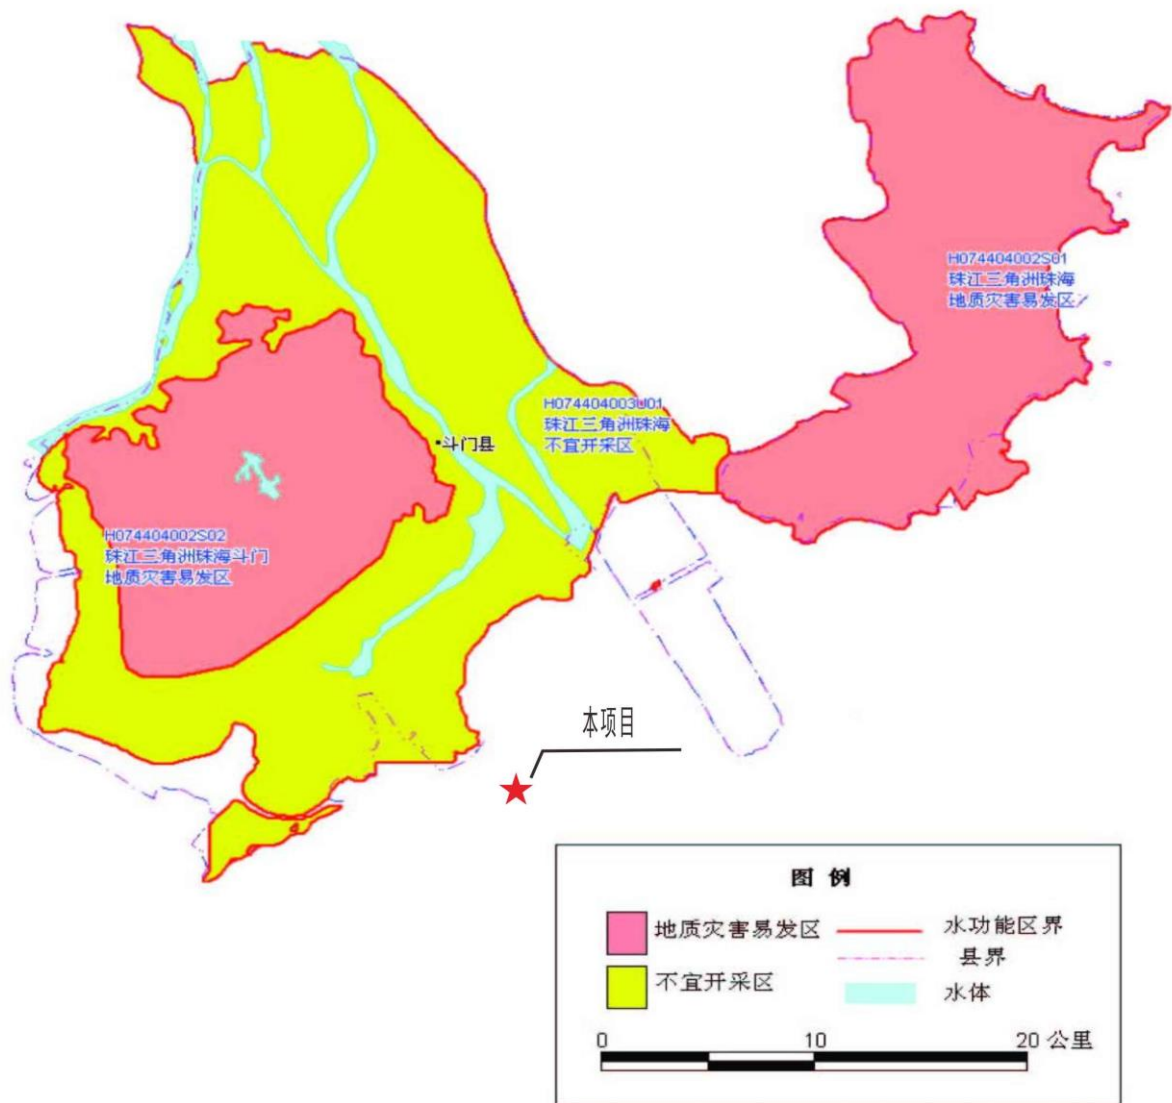 H074404002S01
珠江三角洲珠海
地质灾害易发区
H074404003U01
珠江三角洲珠海
不宜开采区
斗门县
H074404002S02
珠江三角洲珠海斗门
地质灾害易发区
本项目
图 例
地质灾害易发区
水功能区界
县界
不宜开采区
水体
0 10 20 公里